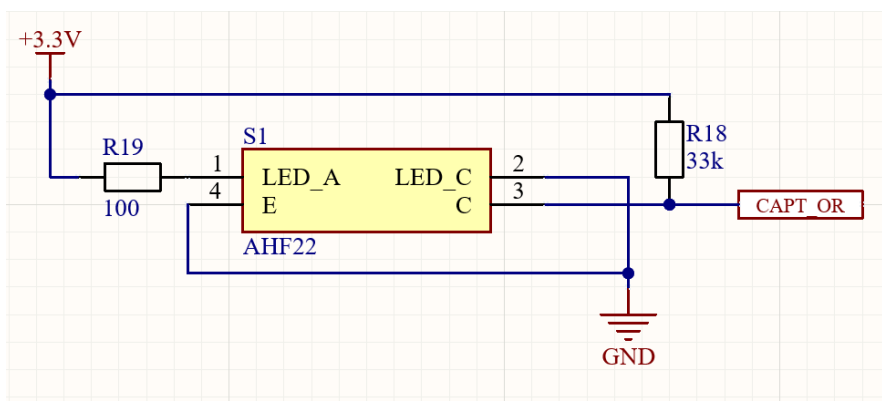 +3.3V
R19
100
S1
1
4
LED_A
LED_C
E
C
2
3
AHF22
R18
33k
CAPT_OR
GND